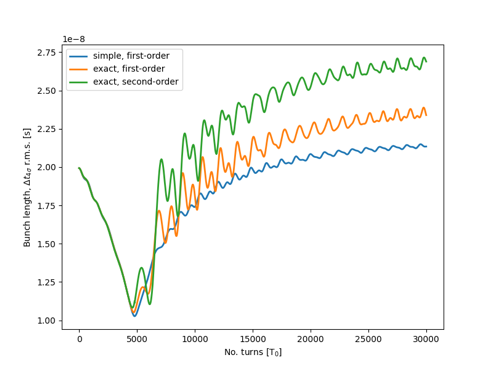 1e−8
2.75
2.50
2.25
2.00
1.75
1.50
1.25
1.00
Bunch length, Δt₄σ r.m.s. [s]
simple, first-order
exact, first-order
exact, second-order
0 5000 10000 15000 20000 25000 30000
No. turns [T₀]